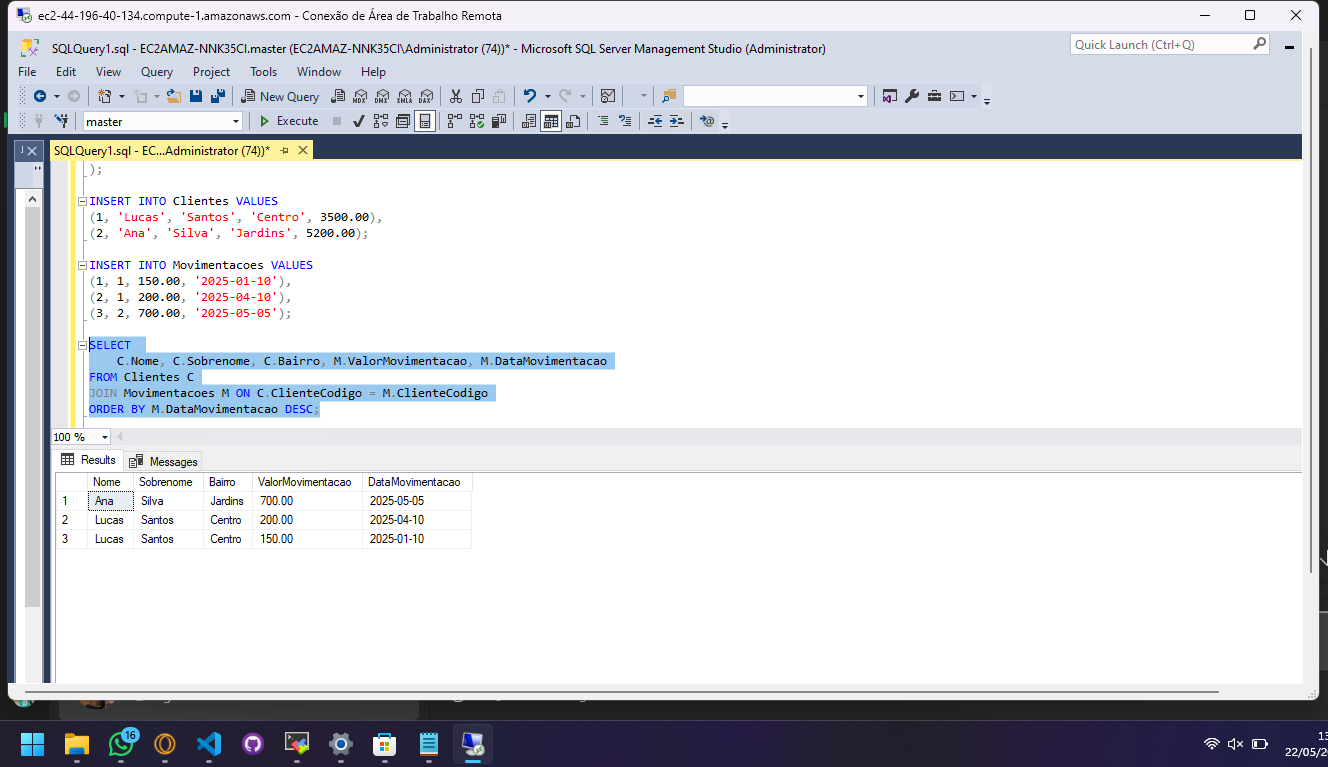 ec2-44-196-40-134.compute-1.amazonaws.com - Conexão de Área de Trabalho Remota
SQLQuery1.sql - EC2AMAZ-NNK35CI.master (EC2AMAZ-NNK35CI\Administrator (74))* - Microsoft SQL Server Management Studio (Administrator)
Quick Launch (Ctrl+Q)
File Edit View Query Project Tools Window Help
New Query MDX DMX XMLA DAX
master Execute
SQLQuery1.sql - EC...Administrator (74))*
);
INSERT INTO Clientes VALUES
(1, 'Lucas', 'Santos', 'Centro', 3500.00),
(2, 'Ana', 'Silva', 'Jardins', 5200.00);
INSERT INTO Movimentacoes VALUES
(1, 1, 150.00, '2025-01-10'),
(2, 1, 200.00, '2025-04-10'),
(3, 2, 700.00, '2025-05-05');
SELECT
C.Nome, C.Sobrenome, C.Bairro, M.ValorMovimentacao, M.DataMovimentacao
FROM Clientes C
JOIN Movimentacoes M ON C.ClienteCodigo = M.ClienteCodigo
ORDER BY M.DataMovimentacao DESC;
100 %
Results Messages
Nome Sobrenome Bairro ValorMovimentacao DataMovimentacao
1 Ana Silva Jardins 700.00 2025-05-05
2 Lucas Santos Centro 200.00 2025-04-10
3 Lucas Santos Centro 150.00 2025-01-10
16
22/05/2